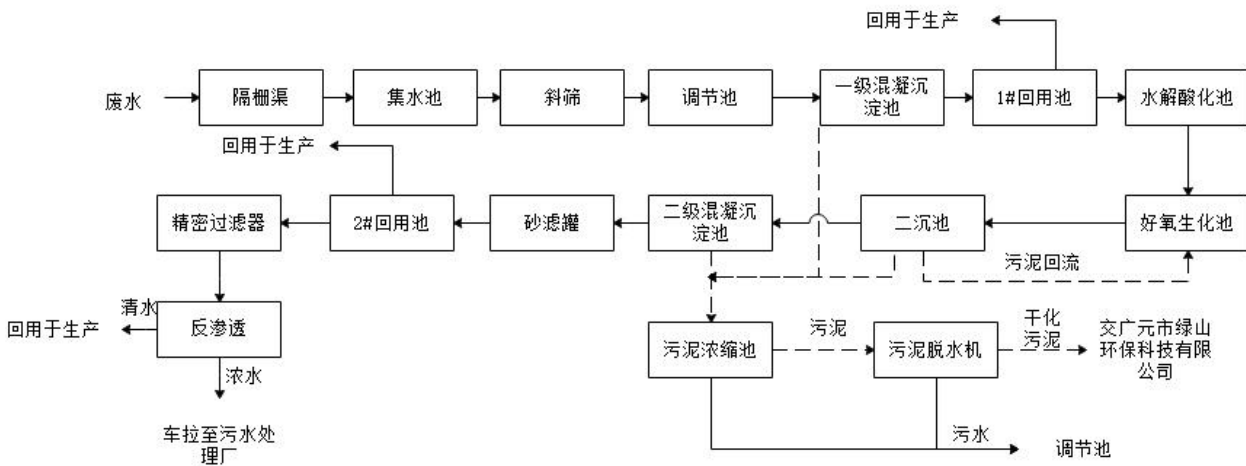 回用于生产
废水
隔栅渠
集水池
斜筛
调节池
一级混凝沉
淀池
1#回用池
水解酸化池
回用于生产
精密过滤器
2#回用池
砂滤罐
二级混凝沉
淀池
二沉池
好氧生化池
污泥回流
清水
回用于生产
反渗透
浓水
车拉至污水处
理厂
污泥浓缩池
污泥
污泥脱水机
干化
污泥
交广元市绿山
环保科技有限
公司
污水
调节池